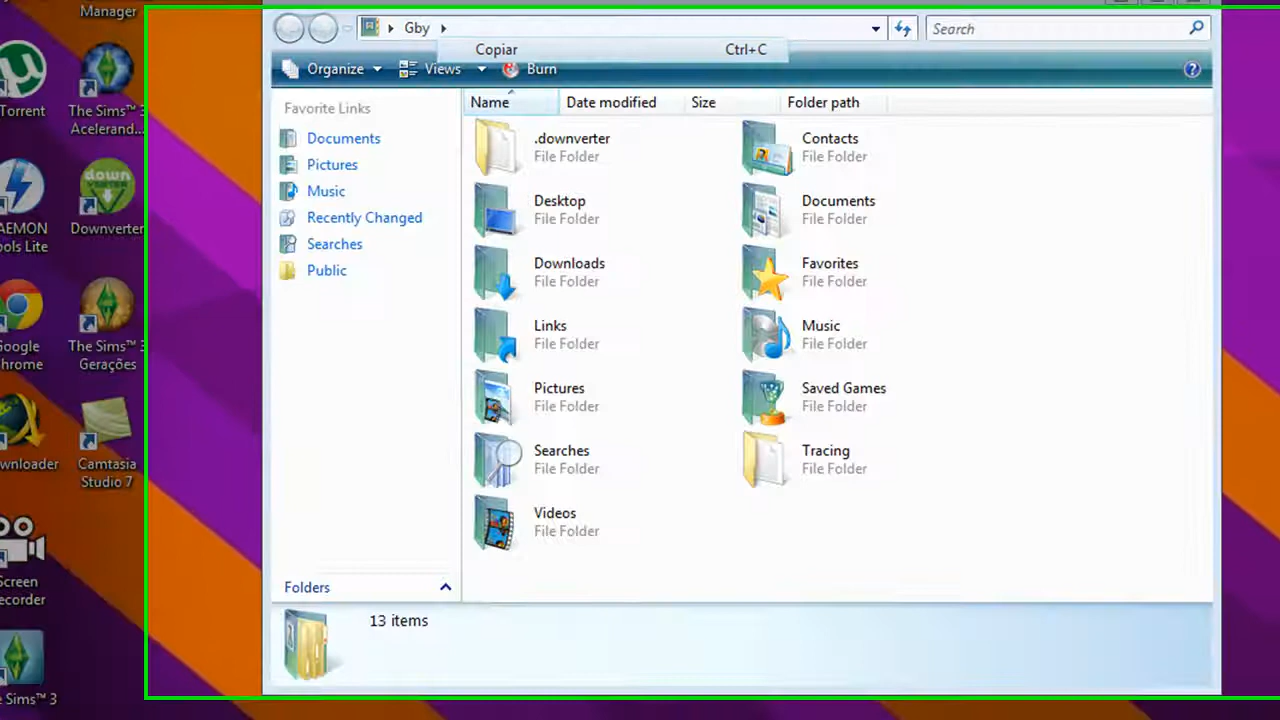 Manager
Torrent
The Sims™ 3
Acelerand...
AEMON
ools Lite
down
VERTER
Downverter
Google
hrome
The Sims™ 3
Gerações
wnloader
Camtasia
Studio 7
Screen
ecorder
e Sims™ 3
Gby
Search
Copiar Ctrl+C
Organize Views Burn
Favorite Links
Documents
Pictures
Music
Recently Changed
Searches
Public
Folders
Name Date modified Size Folder path
.downverter
File Folder
Contacts
File Folder
Desktop
File Folder
Documents
File Folder
Downloads
File Folder
Favorites
File Folder
Links
File Folder
Music
File Folder
Pictures
File Folder
Saved Games
File Folder
Searches
File Folder
Tracing
File Folder
Videos
File Folder
13 items